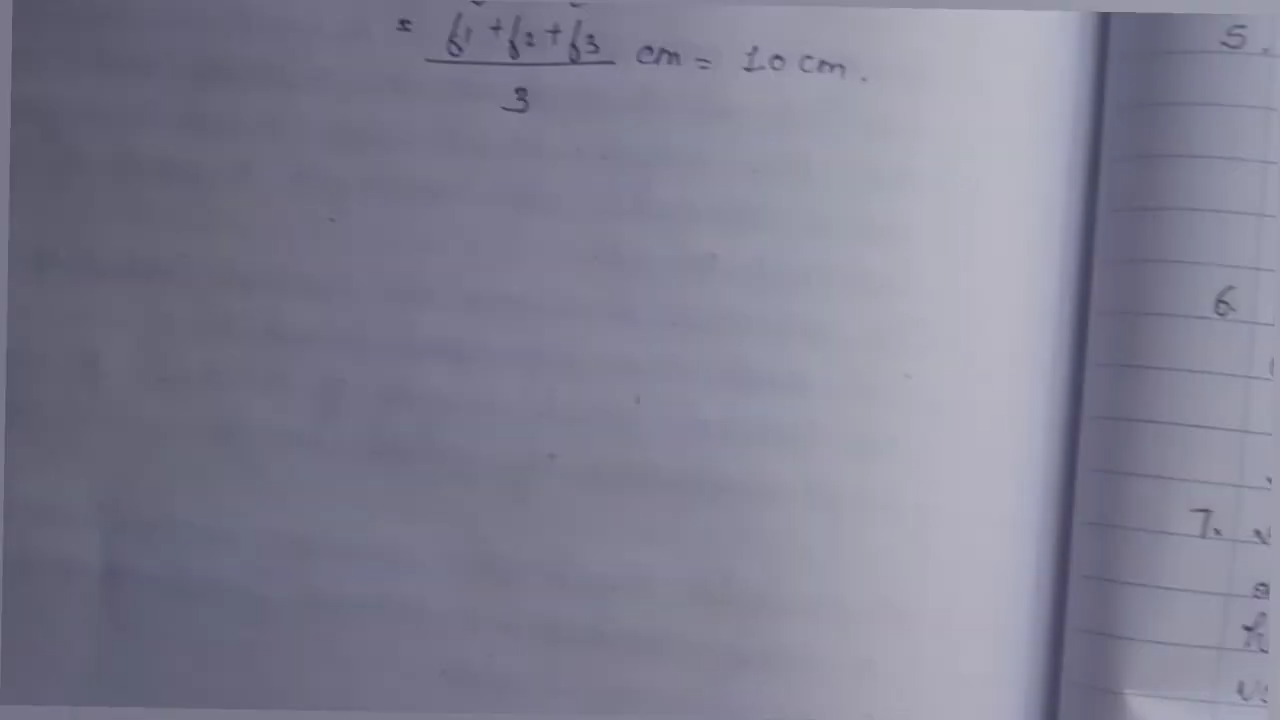 = f1 + f2 + f3 / 3 cm = 10 cm.
5.
6
7.